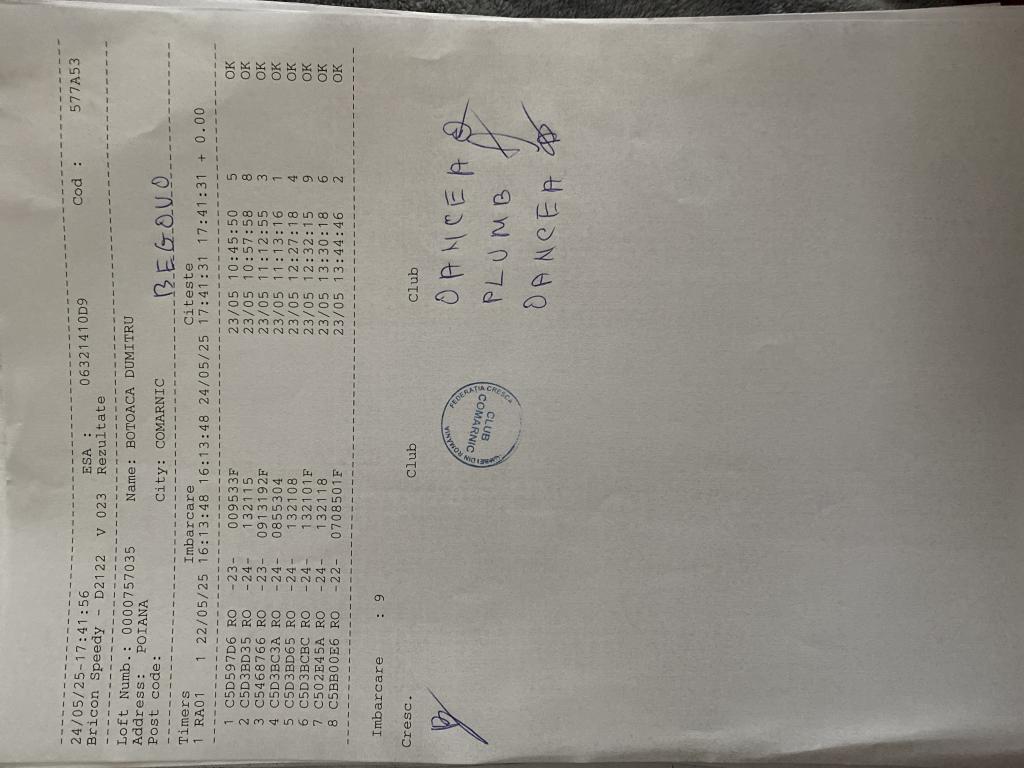 24/05/25-17:41:56 ESA : 06321410D9 Cod : 577A53
Bricon Speedy - D2122 V 023 Rezultate
Loft Numb.: 0000757035 Name: BOTOACA DUMITRU
Address: POIANA
Post code: City: COMARNIC BEGOUO
Timers Imbarcare Citeste
1 RA01 1 22/05/25 16:13:48 16:13:48 24/05/25 17:41:31 17:41:31 + 0.00
1 C5D597D6 RO -23- 009533F 23/05 10:45:50 5 OK
2 C5D3BD35 RO -24- 132115 23/05 10:57:58 8 OK
3 C5468766 RO -23- 0913192F 23/05 11:12:55 3 OK
4 C5D3BC3A RO -24- 0855304 23/05 11:13:16 1 OK
5 C5D3BD65 RO -24- 132108 23/05 12:27:18 4 OK
6 C5D3BCBC RO -24- 132101F 23/05 12:32:15 9 OK
7 C502E45A RO -24- 132118 23/05 13:30:18 6 OK
8 C5BB00E6 RO -22- 0708501F 23/05 13:44:46 2 OK
Imbarcare : 9
Cresc. Club Club
OANCEA
PLUMB
OANCEA
FEDERATIA CRESCA
CLUB
COMARNIC
DIN ROMANIA